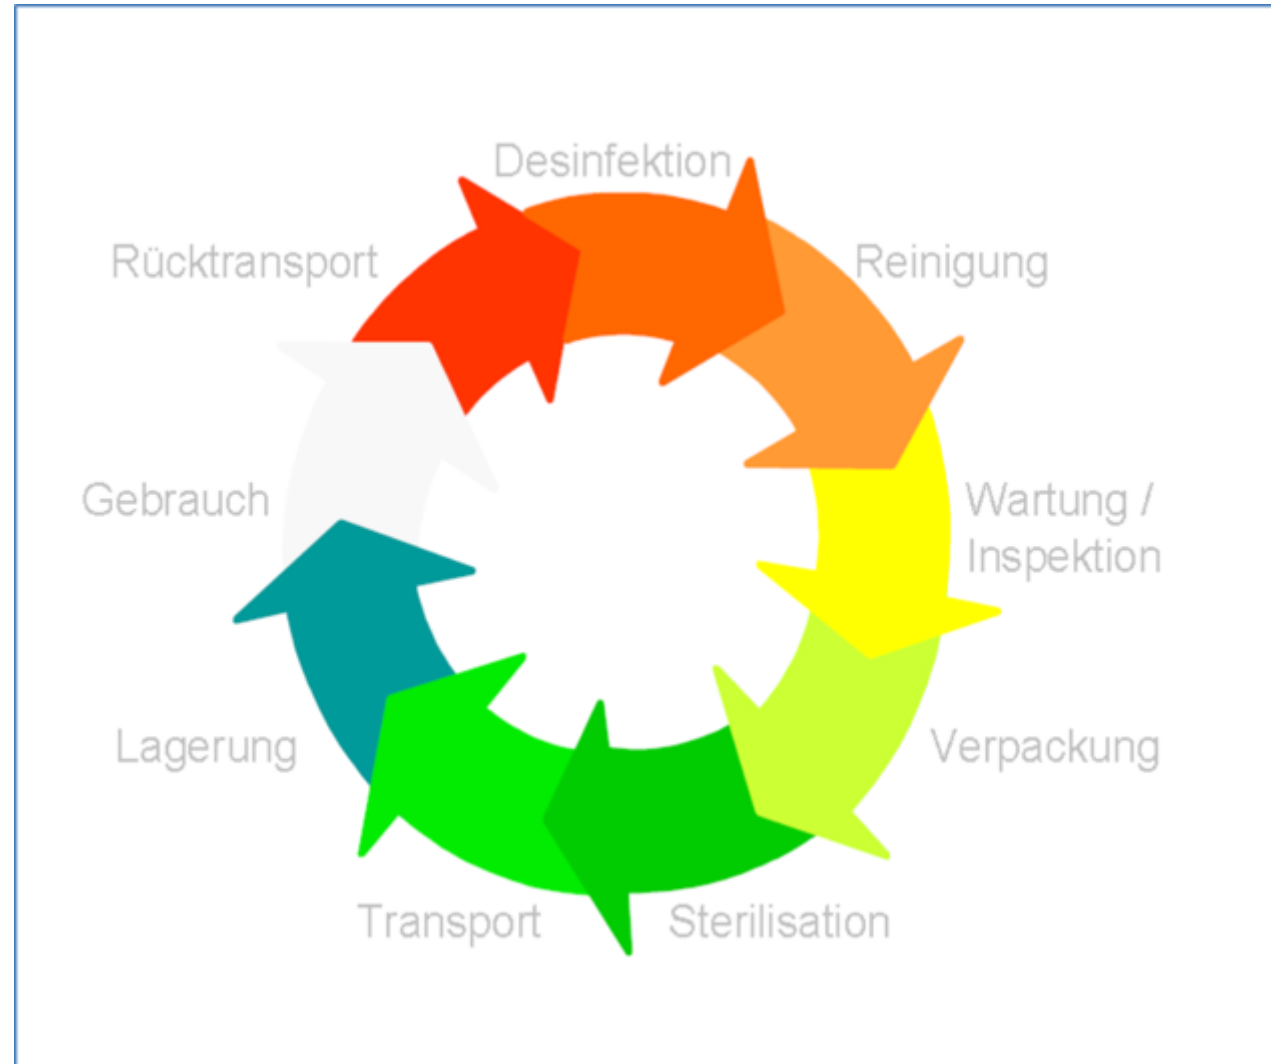 Desinfektion
Rücktransport
Reinigung
Gebrauch
Wartung /
Inspektion
Lagerung
Verpackung
Transport
Sterilisation